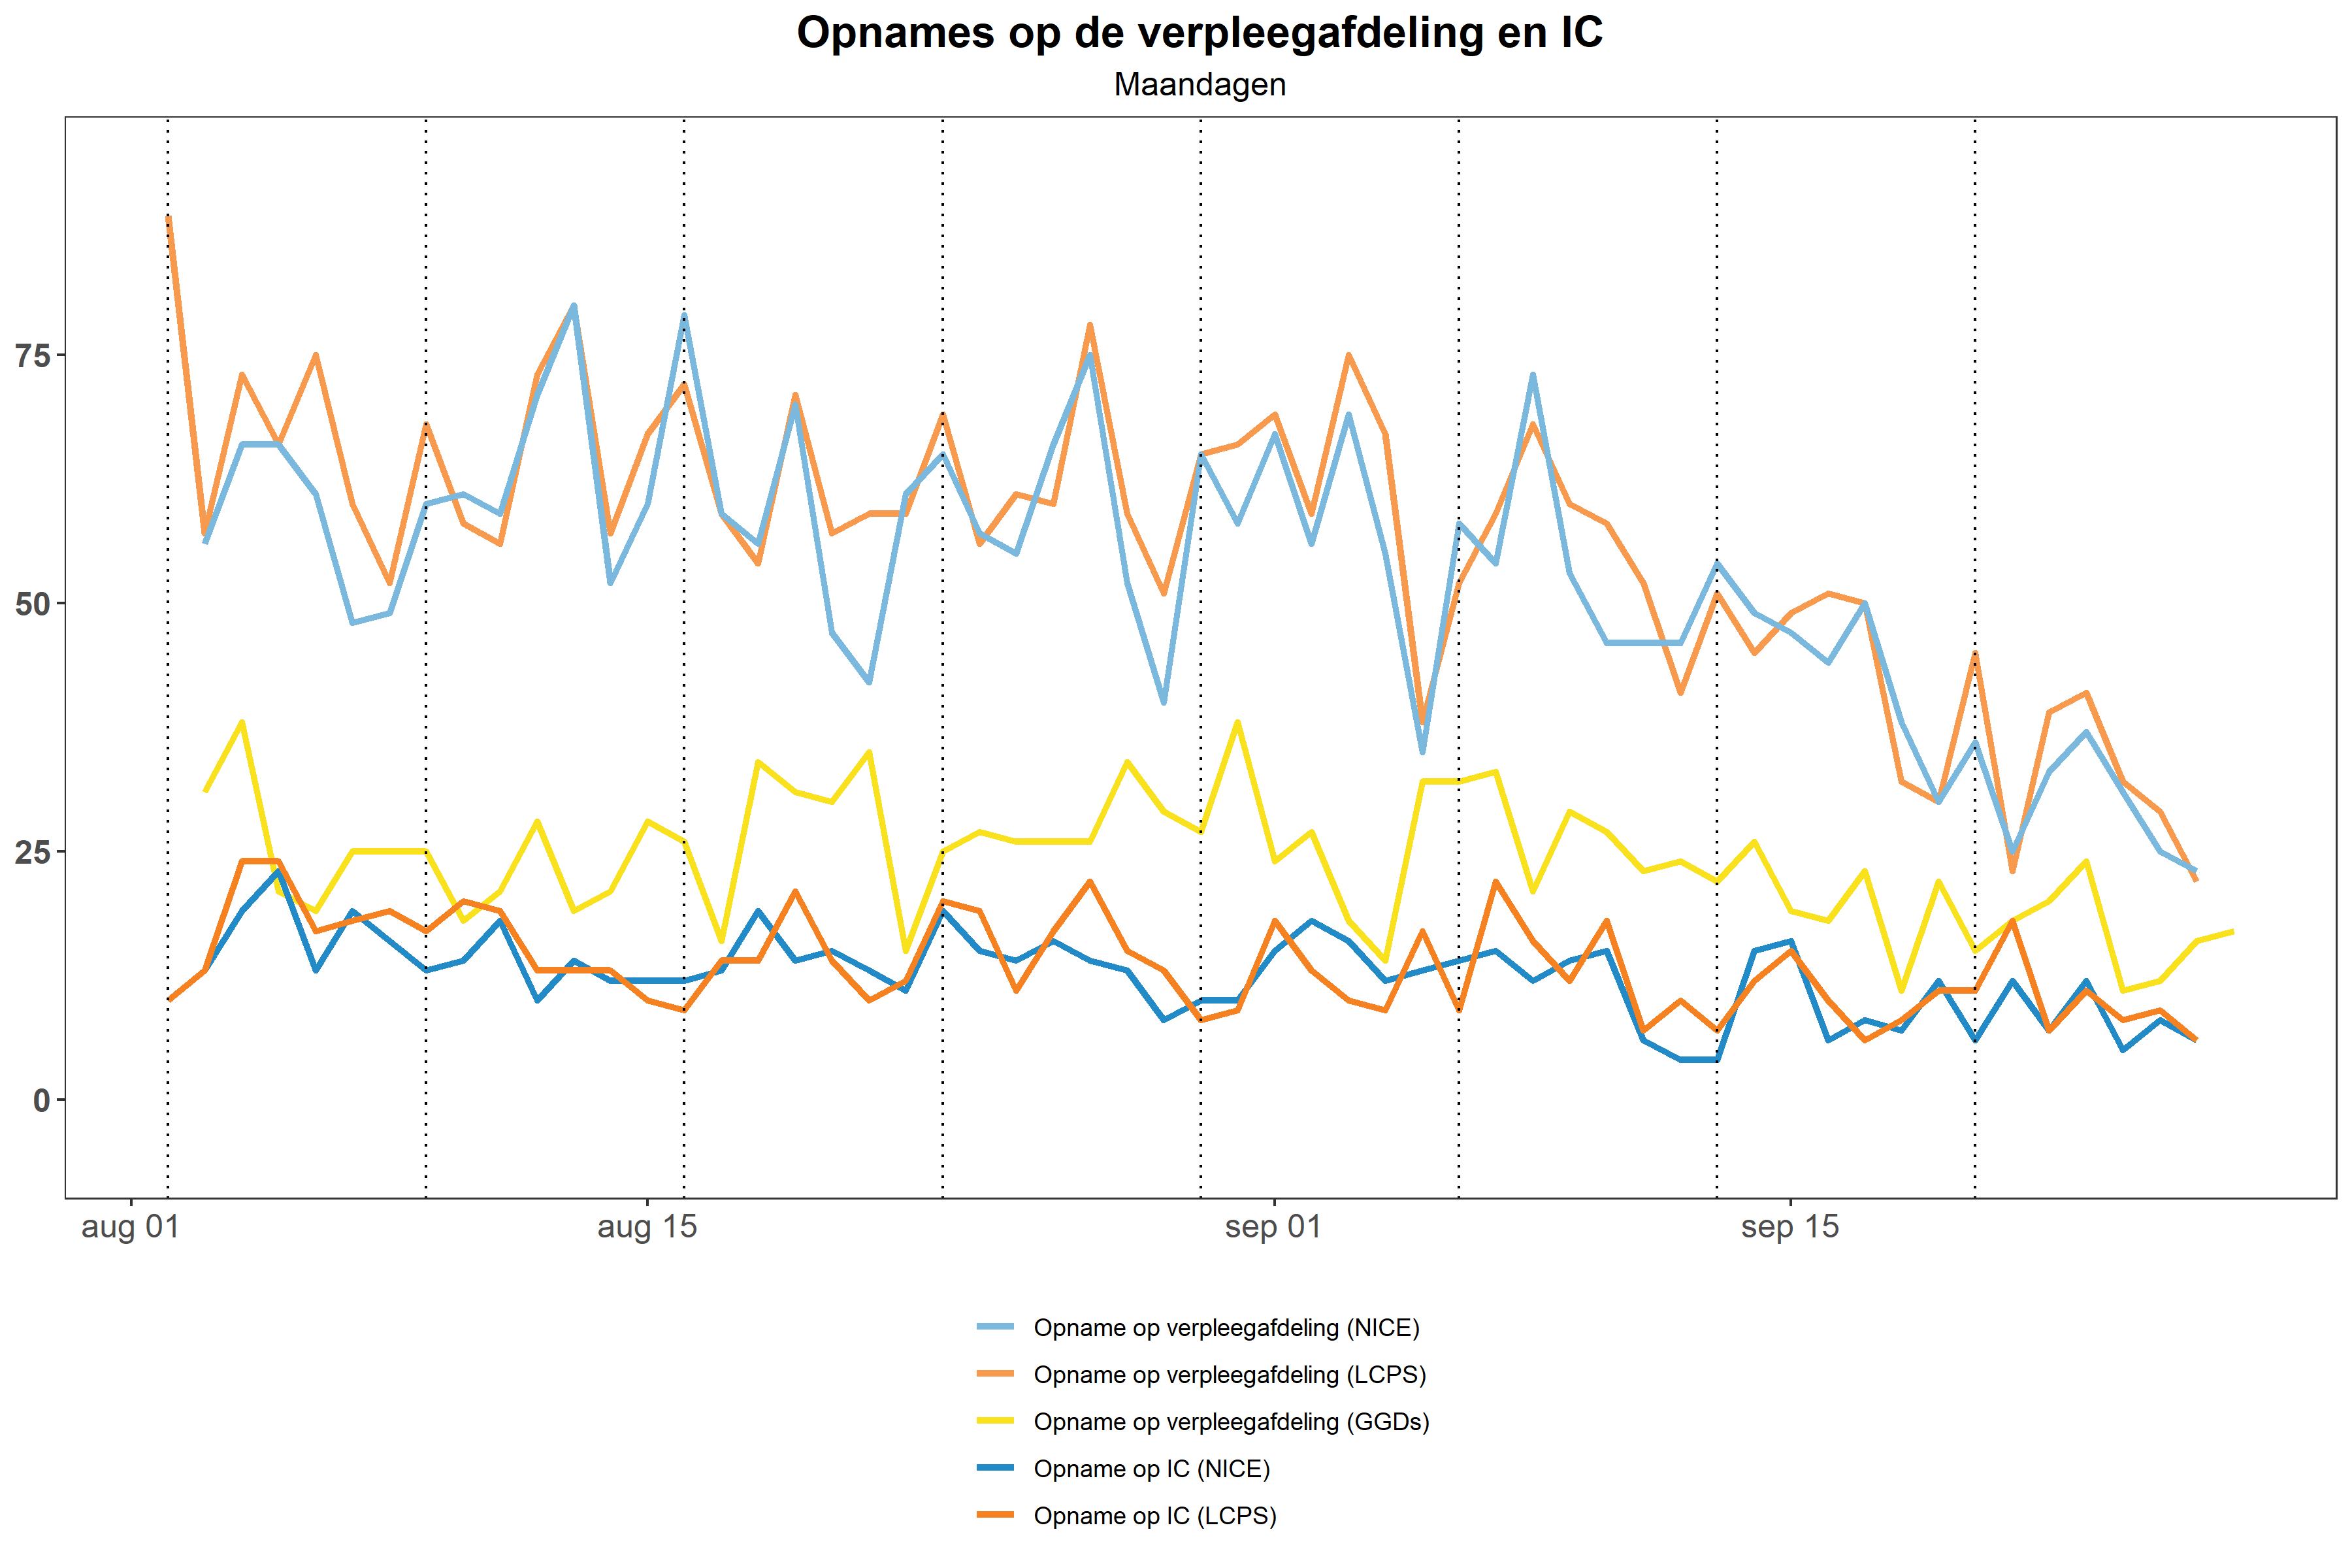 Opnames op de verpleegafdeling en IC
Maandagen
75
50
25
0
aug 01 aug 15 sep 01 sep 15
Opname op verpleegafdeling (NICE)
Opname op verpleegafdeling (LCPS)
Opname op verpleegafdeling (GGDs)
Opname op IC (NICE)
Opname op IC (LCPS)